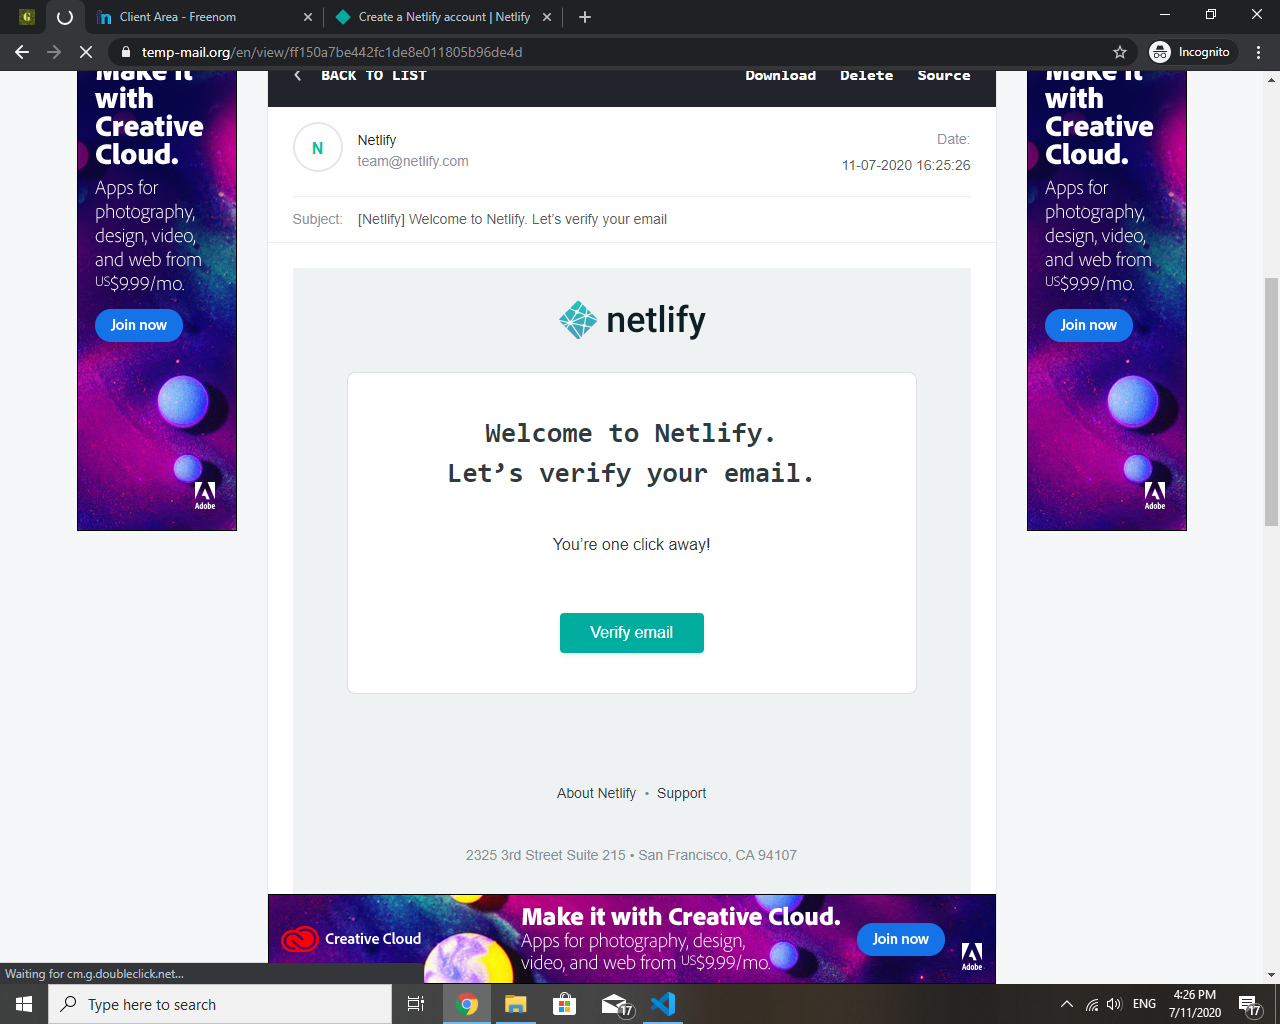 G
Client Area - Freenom
Create a Netlify account | Netlify
temp-mail.org/en/view/ff150a7be442fc1de8e011805b96de4d
Incognito
BACK TO LIST
Download
Delete
Source
Make it
with
Creative
Cloud.
Apps for
photography,
design, video,
and web from
US$9.99/mo.
Join now
Adobe
N
Netlify
team@netlify.com
Date:
11-07-2020 16:25:26
Subject:
[Netlify] Welcome to Netlify. Let’s verify your email
netlify
Welcome to Netlify.
Let’s verify your email.
You’re one click away!
Verify email
About Netlify • Support
2325 3rd Street Suite 215 • San Francisco, CA 94107
Make it
with
Creative
Cloud.
Apps for
photography,
design, video,
and web from
US$9.99/mo.
Join now
Adobe
Creative Cloud
Make it with Creative Cloud.
Apps for photography, design,
video, and web from US$9.99/mo.
Join now
Adobe
Waiting for cm.g.doubleclick.net...
Type here to search
17
ENG
4:26 PM
7/11/2020
17